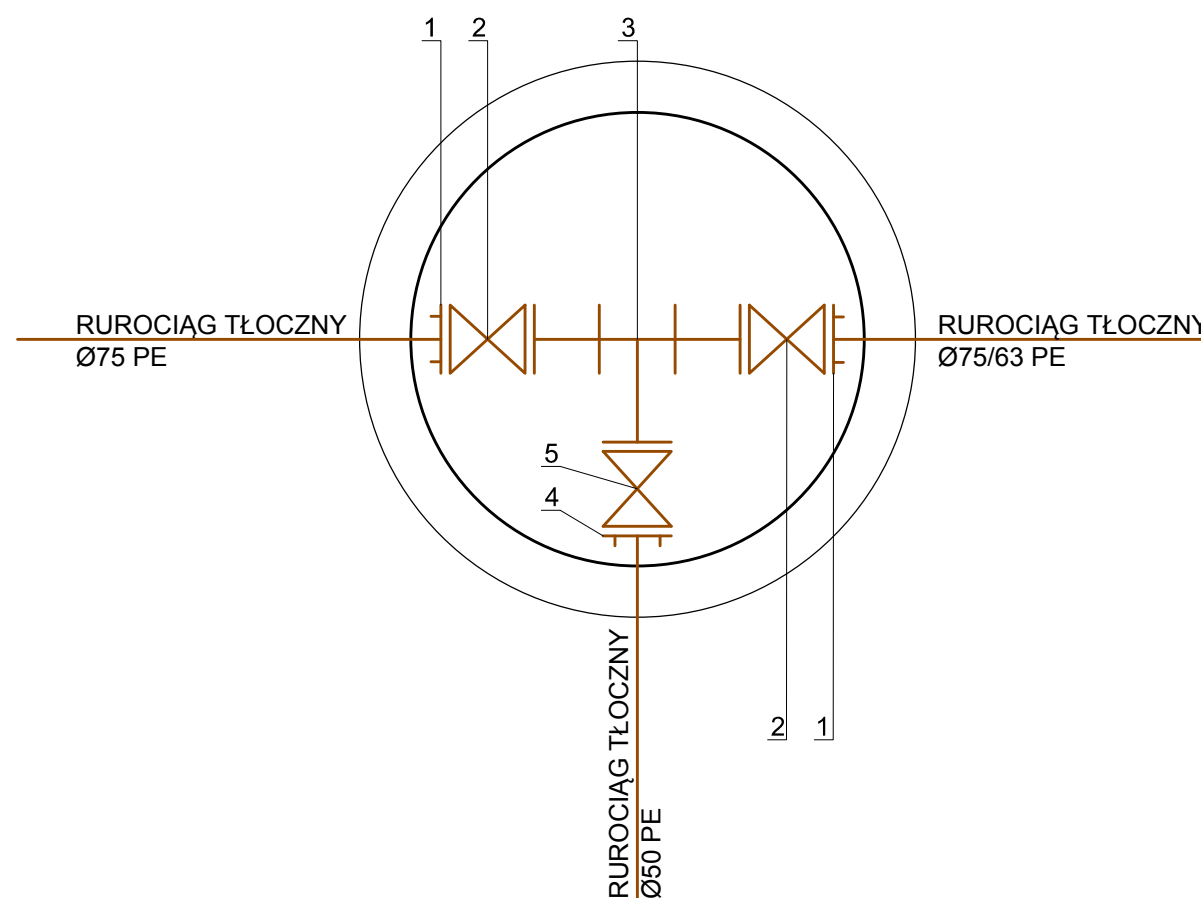 1 2 3
RUROCIĄG TŁOCZNY
Ø75 PE
RUROCIĄG TŁOCZNY
Ø75/63 PE
5
4
2 1
RUROCIĄG TŁOCZNY
Ø50 PE